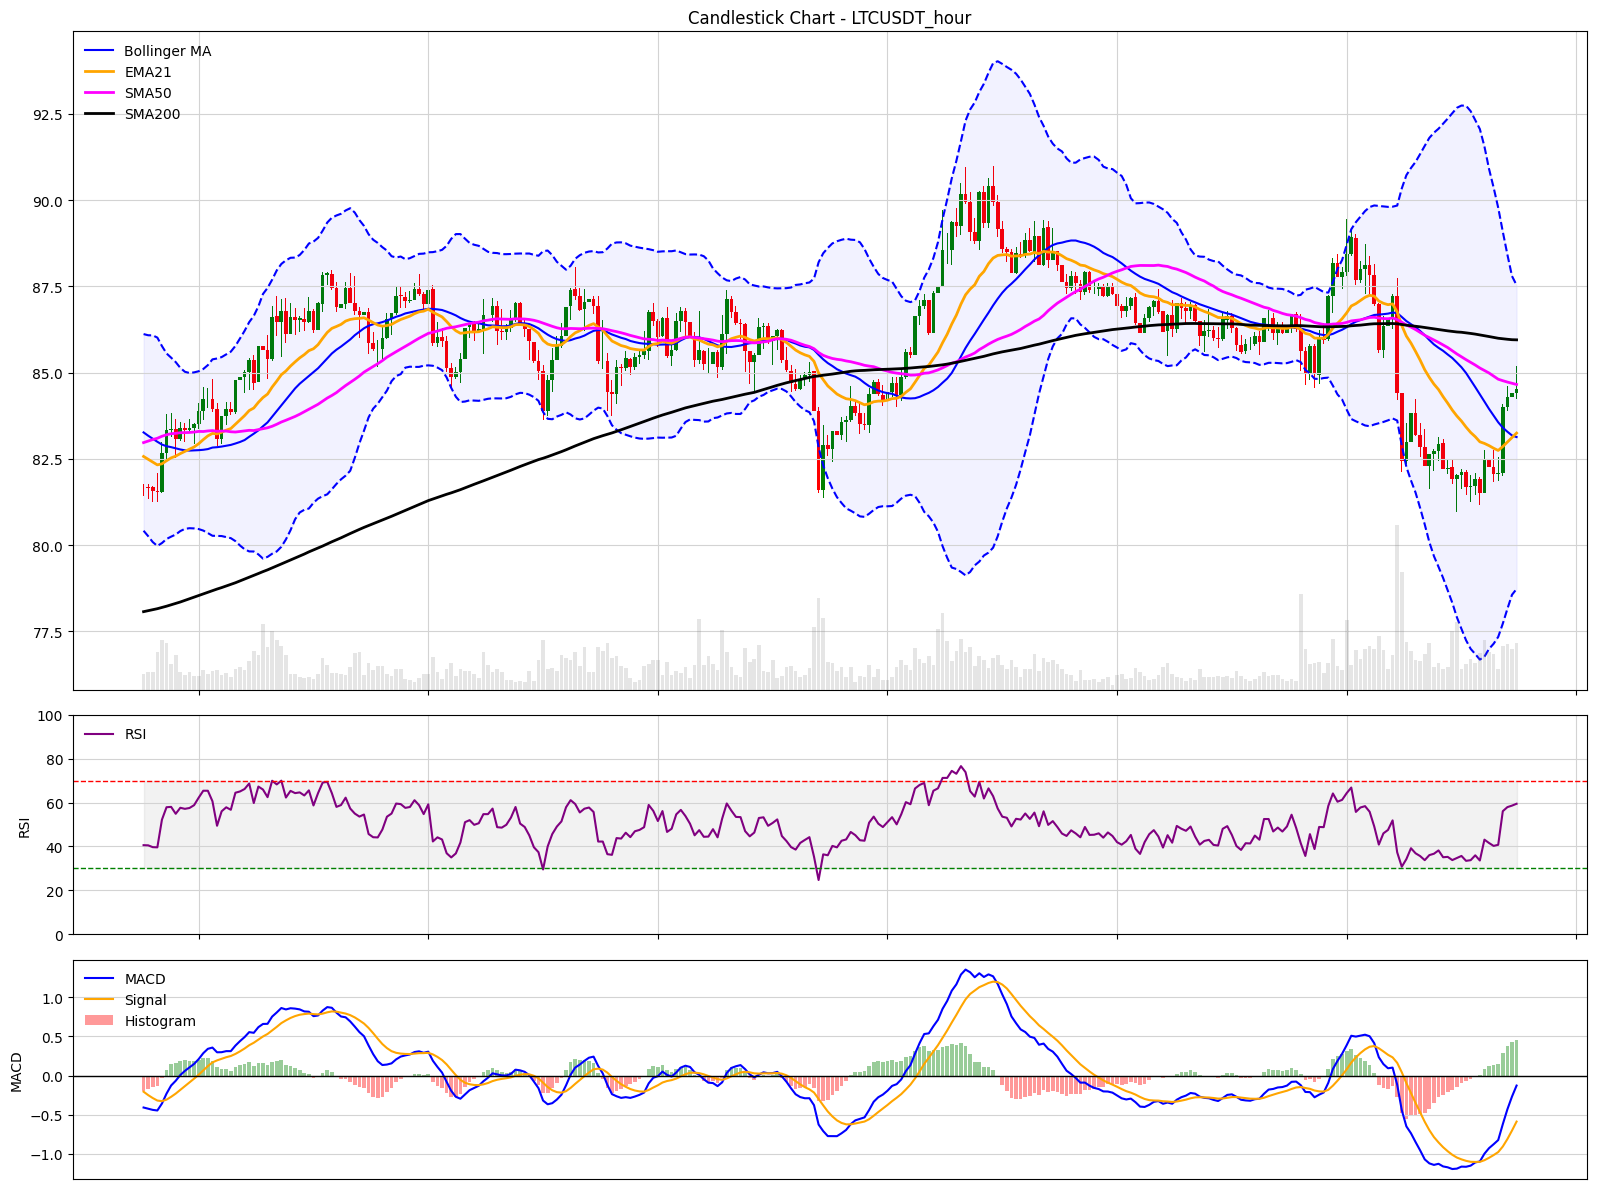 Candlestick Chart - LTCUSDT_hour
Bollinger MA
EMA21
SMA50
SMA200
92.5
90.0
87.5
85.0
82.5
80.0
77.5
RSI
100
80
60
40
20
0
RSI
MACD
Signal
Histogram
1.0
0.5
0.0
−0.5
−1.0
MACD